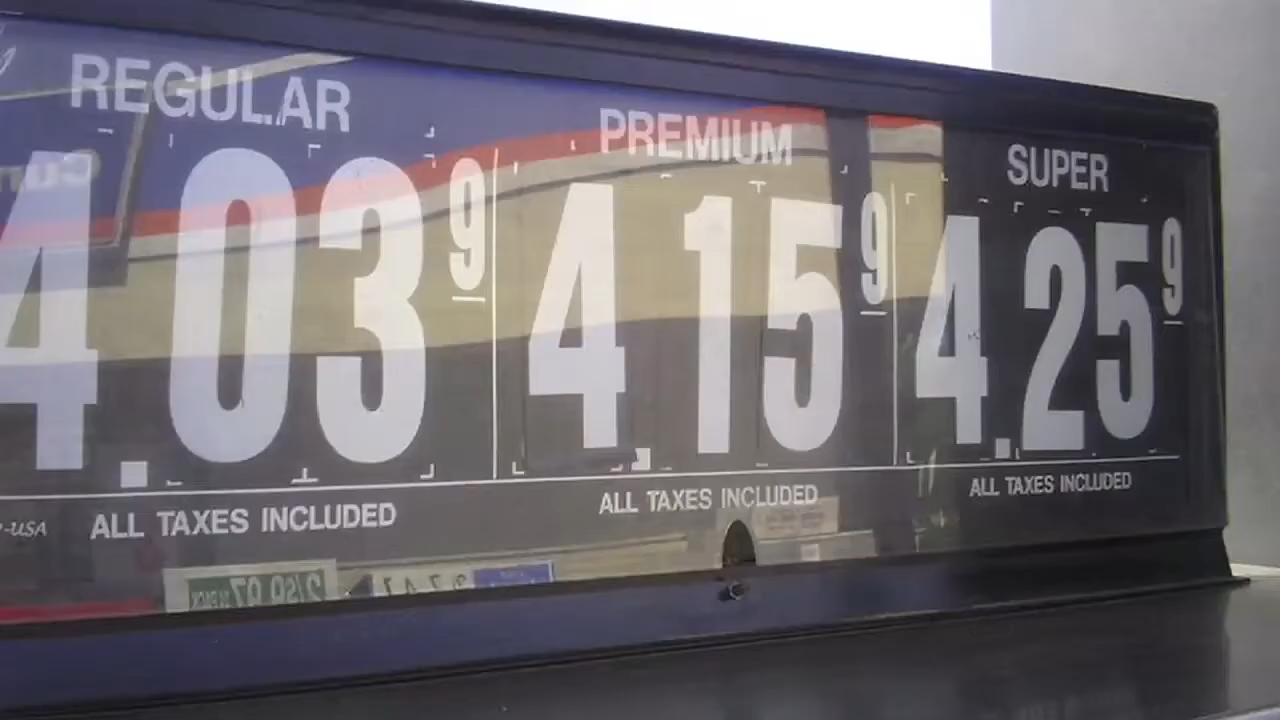 REGULAR
4.03 9
PREMIUM
4.15 9
SUPER
4.25 9
-USA
ALL TAXES INCLUDED
ALL TAXES INCLUDED
ALL TAXES INCLUDED